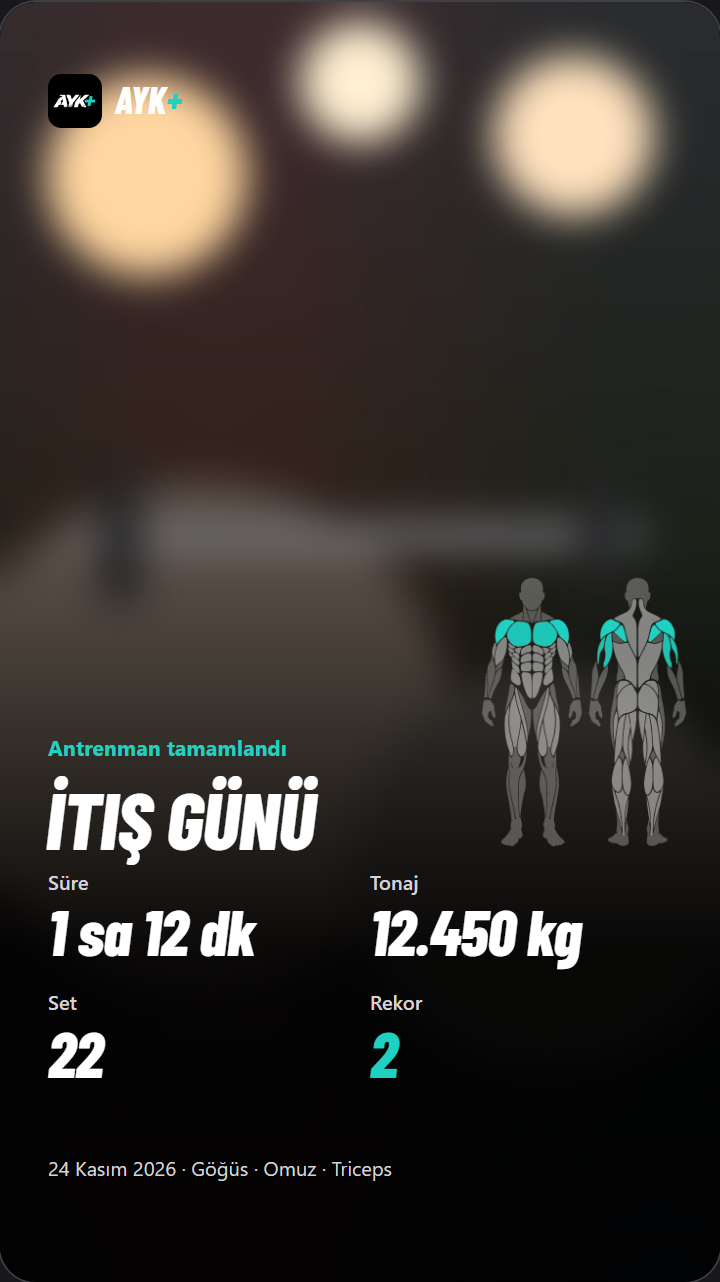 AYK+ AYK+
Antrenman tamamlandı
İTİŞ GÜNÜ
Süre Tonaj
1 sa 12 dk 12.450 kg
Set Rekor
22 2
24 Kasım 2026 · Göğüs · Omuz · Triceps